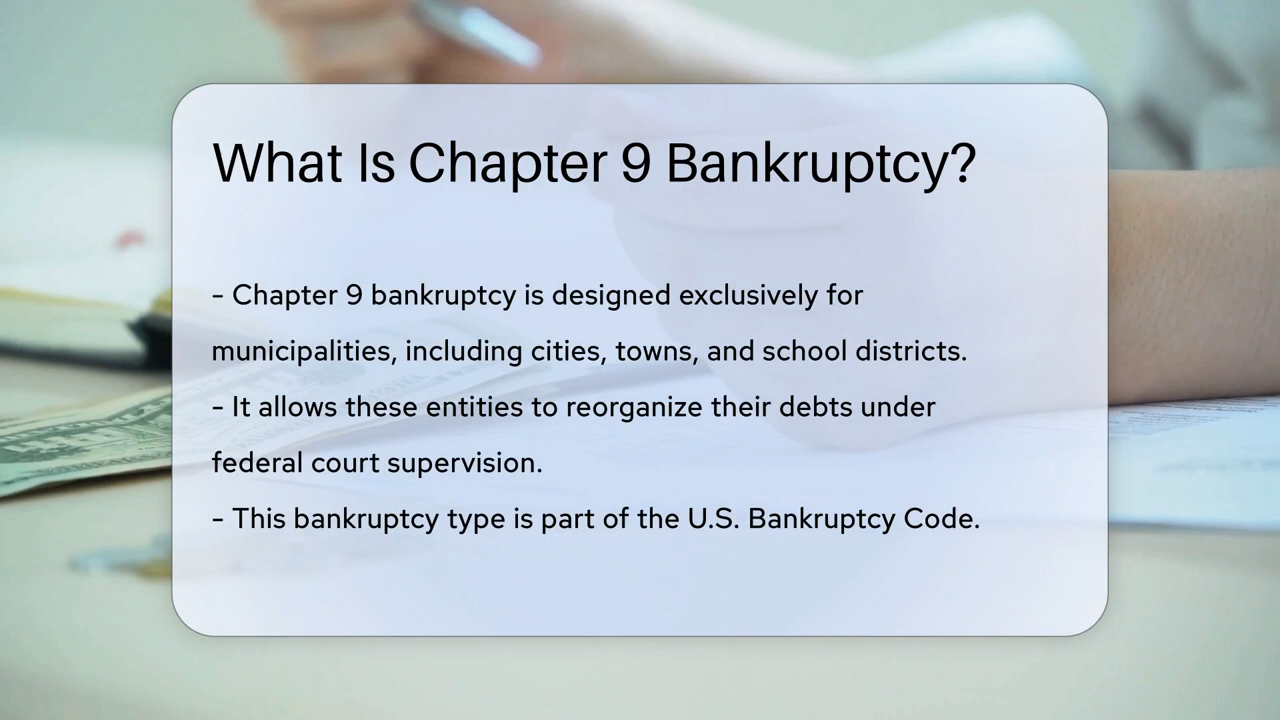 What Is Chapter 9 Bankruptcy?
- Chapter 9 bankruptcy is designed exclusively for
municipalities, including cities, towns, and school districts.
- It allows these entities to reorganize their debts under
federal court supervision.
- This bankruptcy type is part of the U.S. Bankruptcy Code.